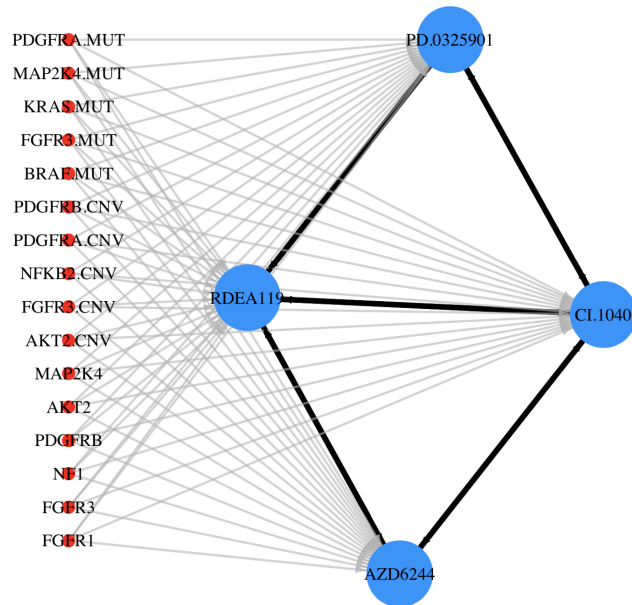 PDGFRA.MUT
MAP2K4.MUT
KRAS.MUT
FGFR3.MUT
BRAF.MUT
PDGFRB.CNV
PDGFRA.CNV
NFKB2.CNV
FGFR3.CNV
AKT2.CNV
MAP2K4
AKT2
PDGFRB
NF1
FGFR3
FGFR1
PD.0325901
RDEA119
CI.1040
AZD6244